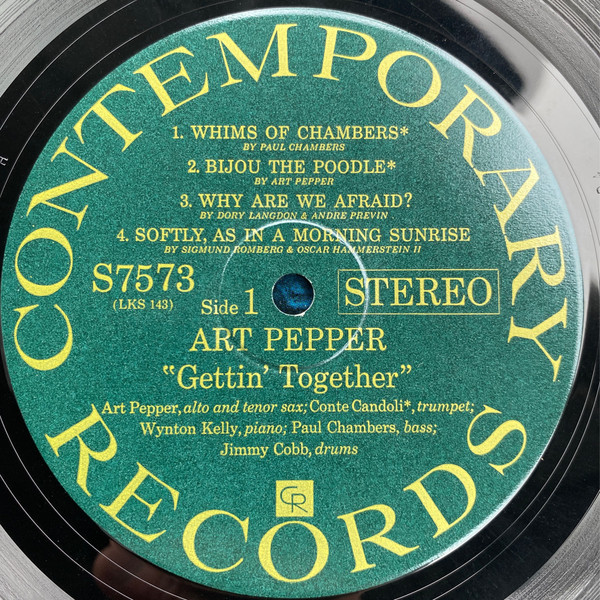 CONTEMPORARY
1. WHIMS OF CHAMBERS*
BY PAUL CHAMBERS
2. BIJOU THE POODLE*
BY ART PEPPER
3. WHY ARE WE AFRAID?
BY DORY LANGDON & ANDRE PREVIN
4. SOFTLY, AS IN A MORNING SUNRISE
BY SIGMUND ROMBERG & OSCAR HAMMERSTEIN II
S7573
(LKS 143)
Side 1
STEREO
ART PEPPER
"Gettin' Together"
Art Pepper, alto and tenor sax; Conte Candoli*, trumpet;
Wynton Kelly, piano; Paul Chambers, bass;
Jimmy Cobb, drums
CR
RECORDS